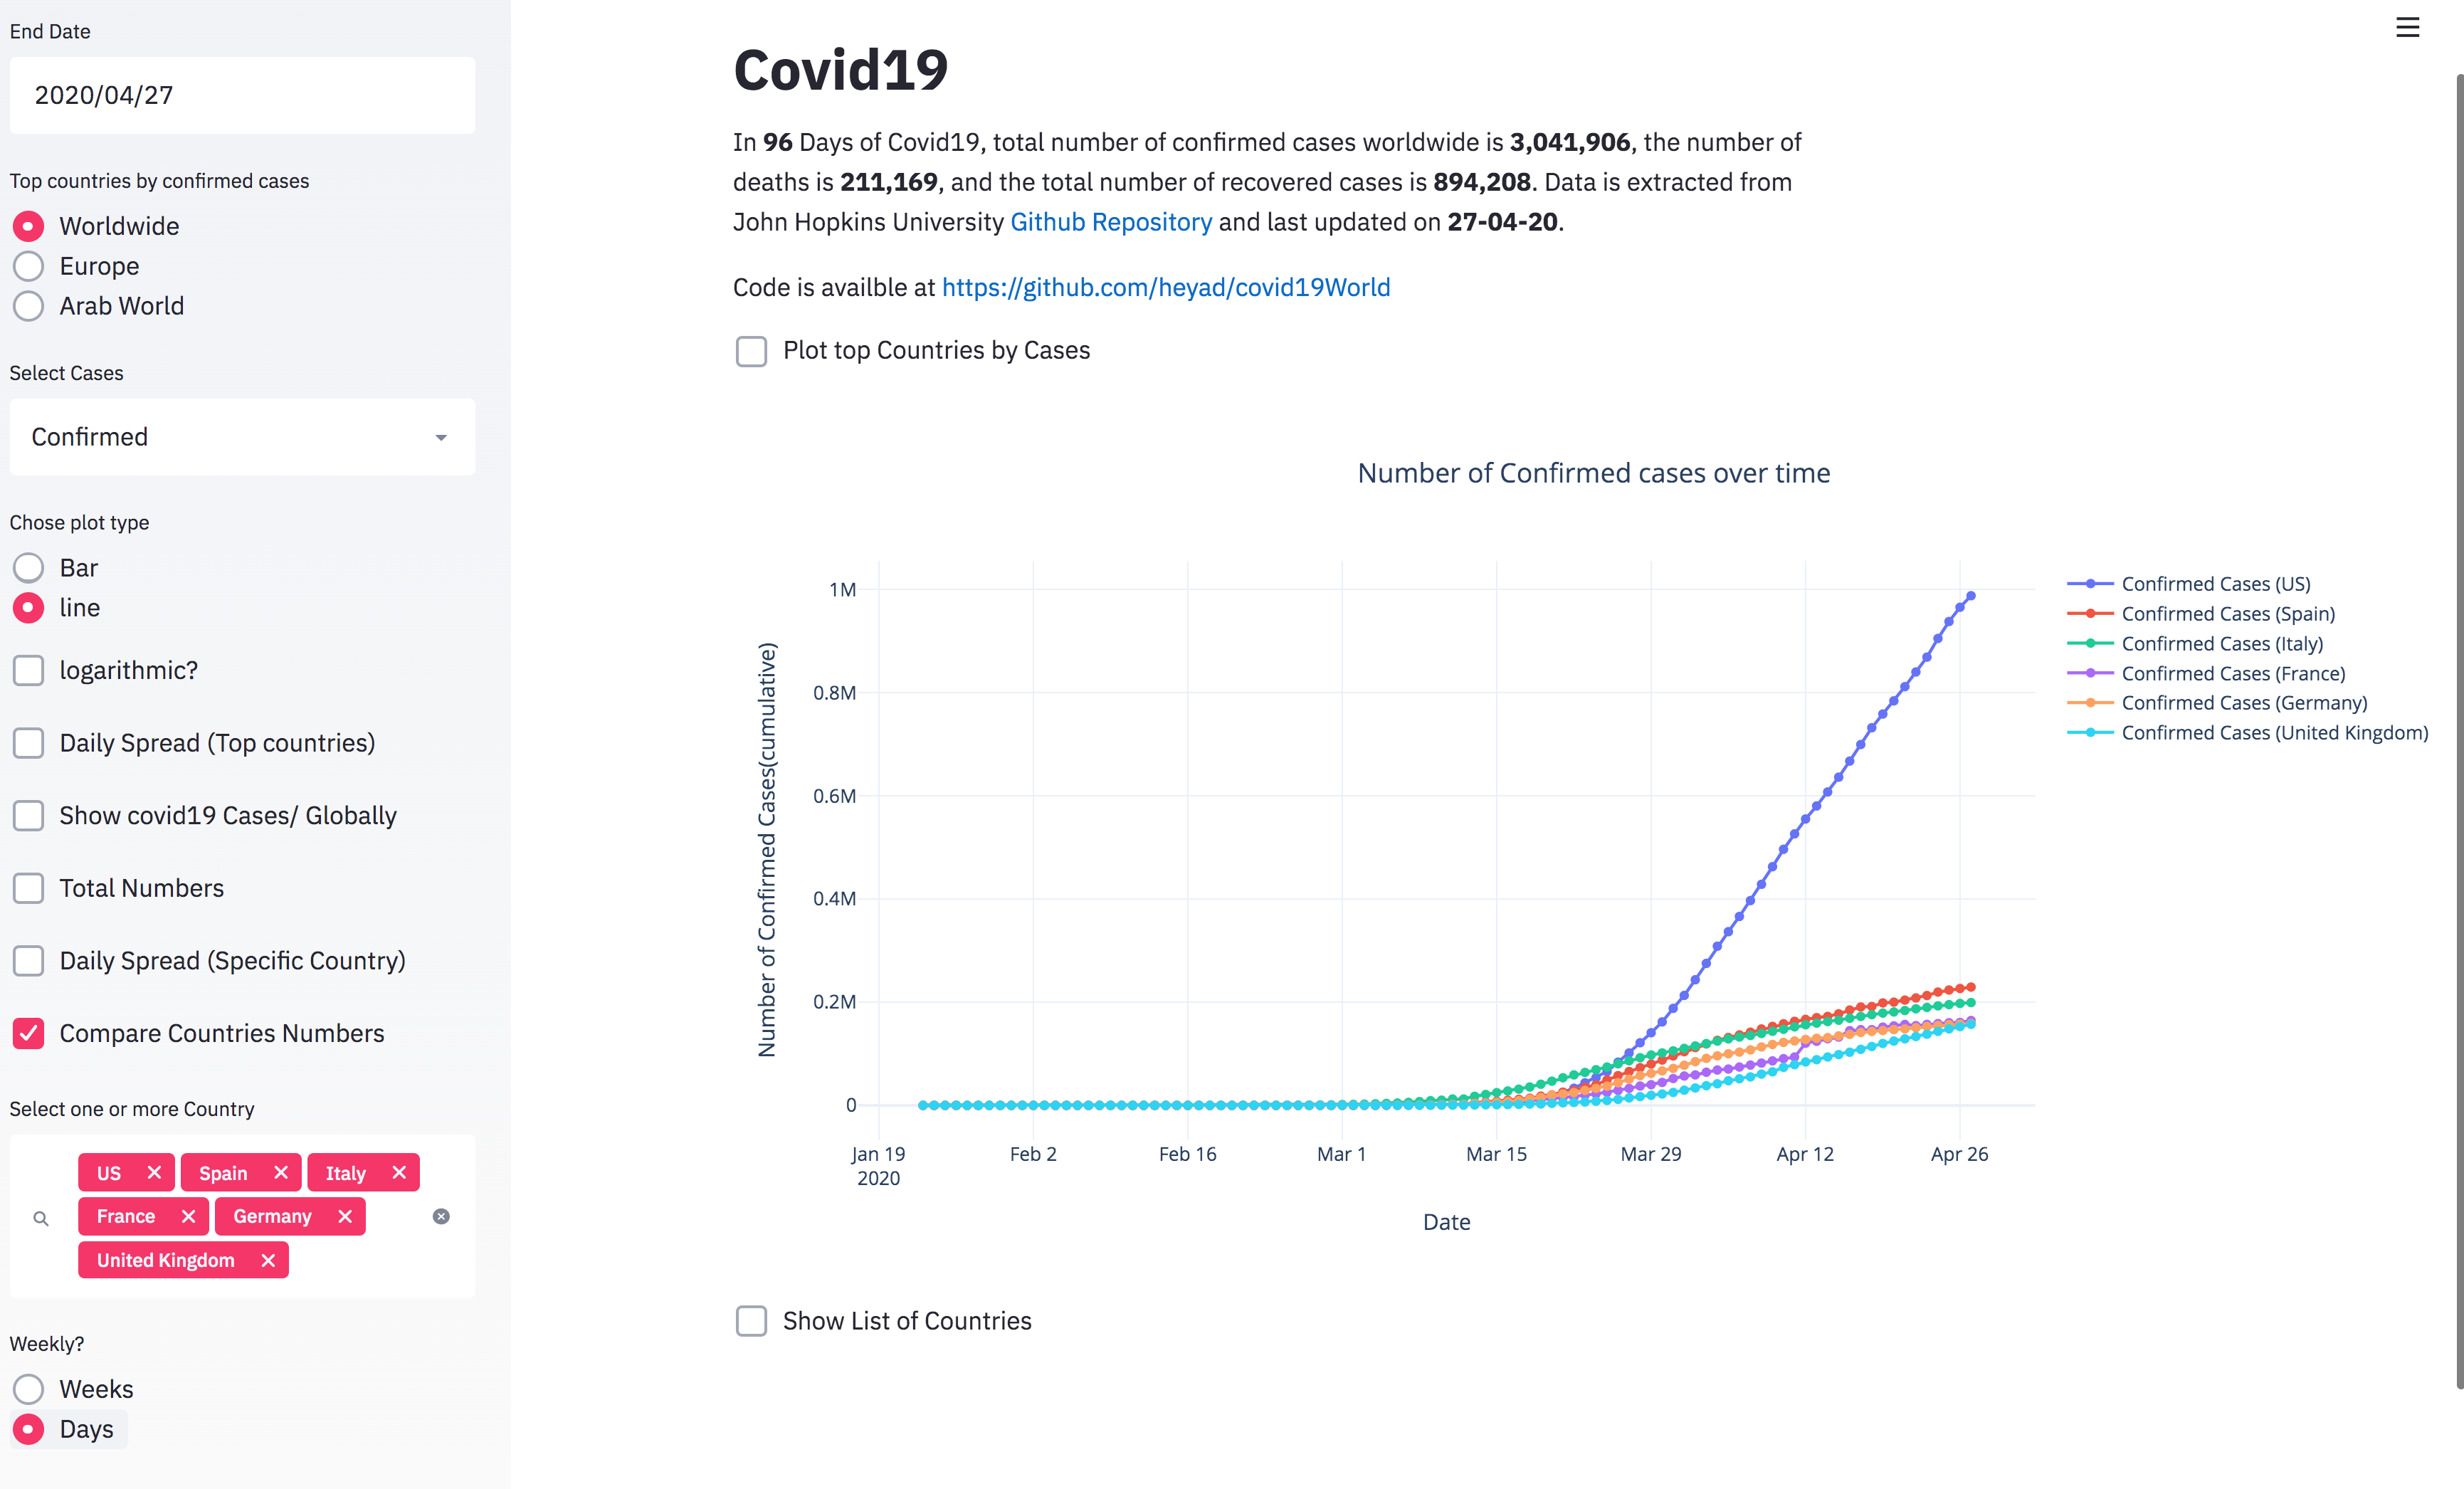 End Date
2020/04/27
Top countries by confirmed cases
Worldwide
Europe
Arab World
Select Cases
Confirmed
Chose plot type
Bar
line
logarithmic?
Daily Spread (Top countries)
Show covid19 Cases/ Globally
Total Numbers
Daily Spread (Specific Country)
Compare Countries Numbers
Select one or more Country
US
Spain
Italy
France
Germany
United Kingdom
Weekly?
Weeks
Days
Covid19
In 96 Days of Covid19, total number of confirmed cases worldwide is 3,041,906, the number of
deaths is 211,169, and the total number of recovered cases is 894,208. Data is extracted from
John Hopkins University Github Repository and last updated on 27-04-20.
Code is availble at https://github.com/heyad/covid19World
Plot top Countries by Cases
Number of Confirmed cases over time
Number of Confirmed Cases(cumulative)
1M
0.8M
0.6M
0.4M
0.2M
0
Jan 19
2020
Feb 2
Feb 16
Mar 1
Mar 15
Mar 29
Apr 12
Apr 26
Date
Confirmed Cases (US)
Confirmed Cases (Spain)
Confirmed Cases (Italy)
Confirmed Cases (France)
Confirmed Cases (Germany)
Confirmed Cases (United Kingdom)
Show List of Countries